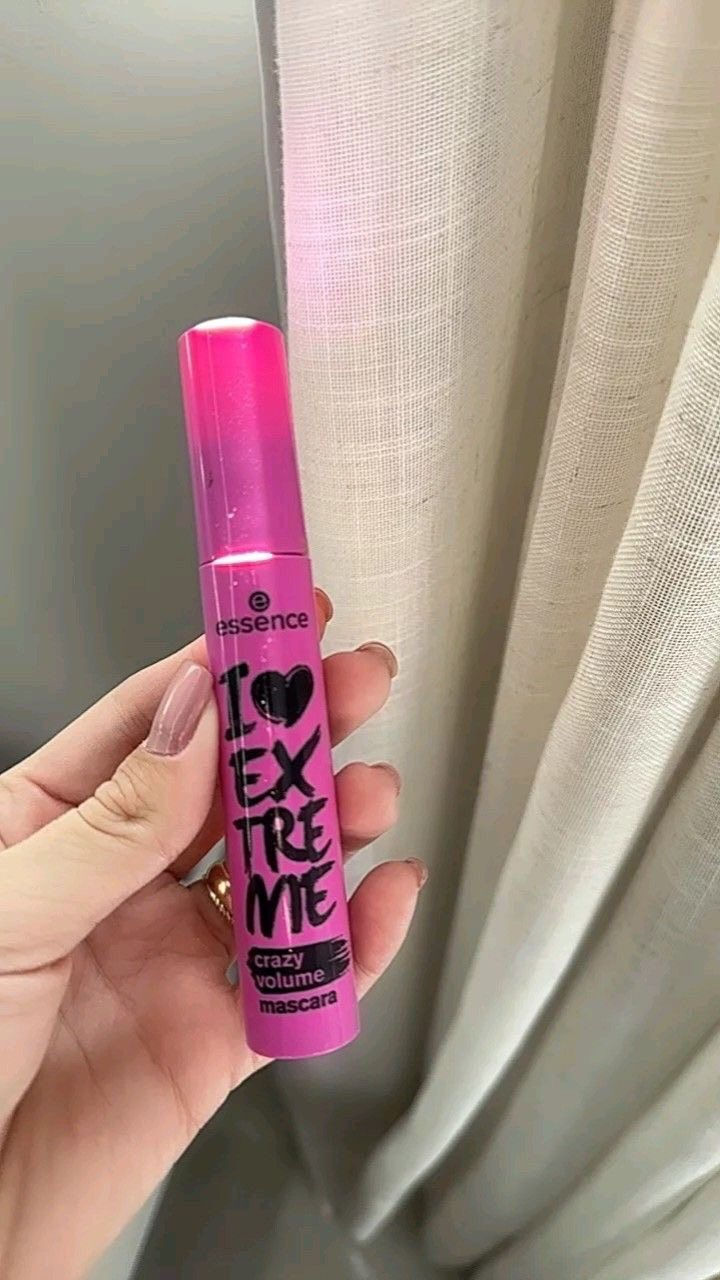 e
essence
I ♥
EX
TRE
ME
crazy
volume
mascara